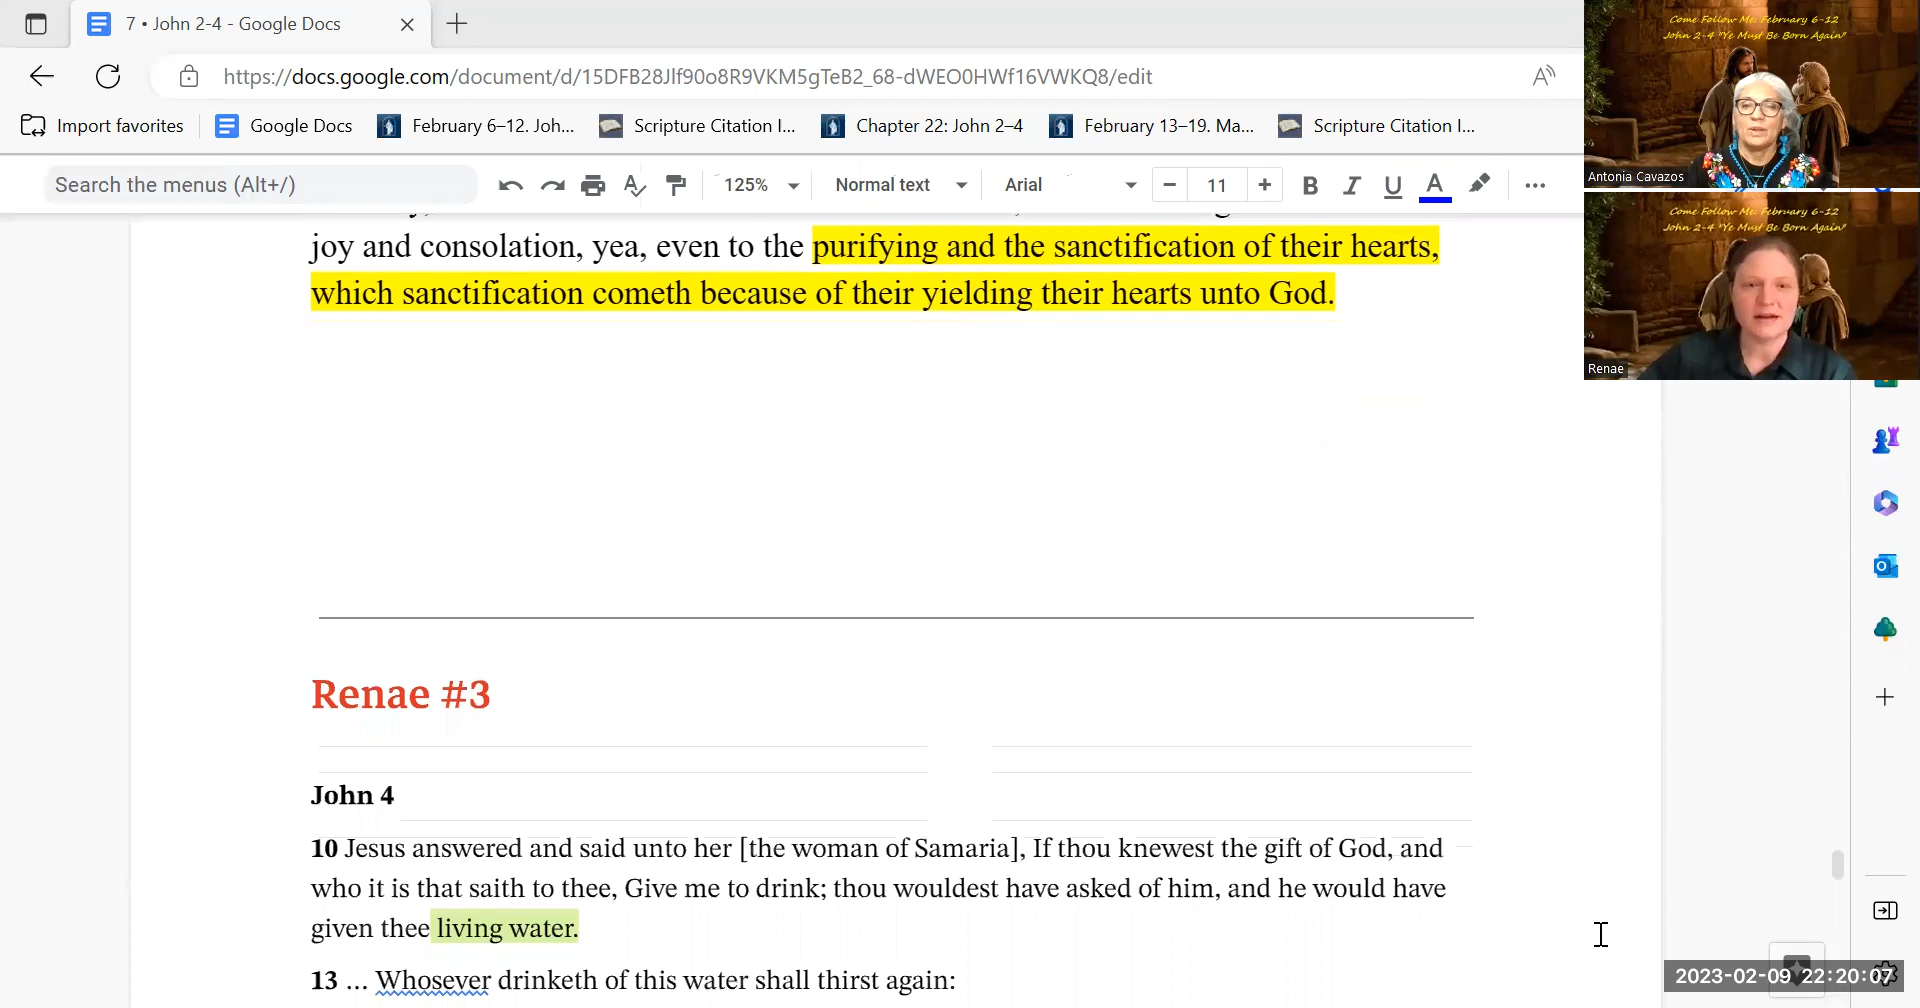 7 • John 2-4 - Google Docs
Come Follow Me: February 6-12
John 2-4 "Ye Must Be Born Again"
https://docs.google.com/document/d/15DFB28Jlf90o8R9VKM5gTeB2_68-dWEO0HWf16VWKQ8/edit
Import favorites Google Docs February 6–12. Joh... Scripture Citation I... Chapter 22: John 2–4 February 13–19. Ma... Scripture Citation I...
Antonia Cavazos
Search the menus (Alt+/) 125% Normal text Arial 11
Come Follow Me: February 6-12
John 2-4 "Ye Must Be Born Again"
joy and consolation, yea, even to the purifying and the sanctification of their hearts,
which sanctification cometh because of their yielding their hearts unto God.
Renae
Renae #3
John 4
10 Jesus answered and said unto her [the woman of Samaria], If thou knewest the gift of God, and
who it is that saith to thee, Give me to drink; thou wouldest have asked of him, and he would have
given thee living water.
13 ... Whosever drinketh of this water shall thirst again:
2023-02-09 22:20:07